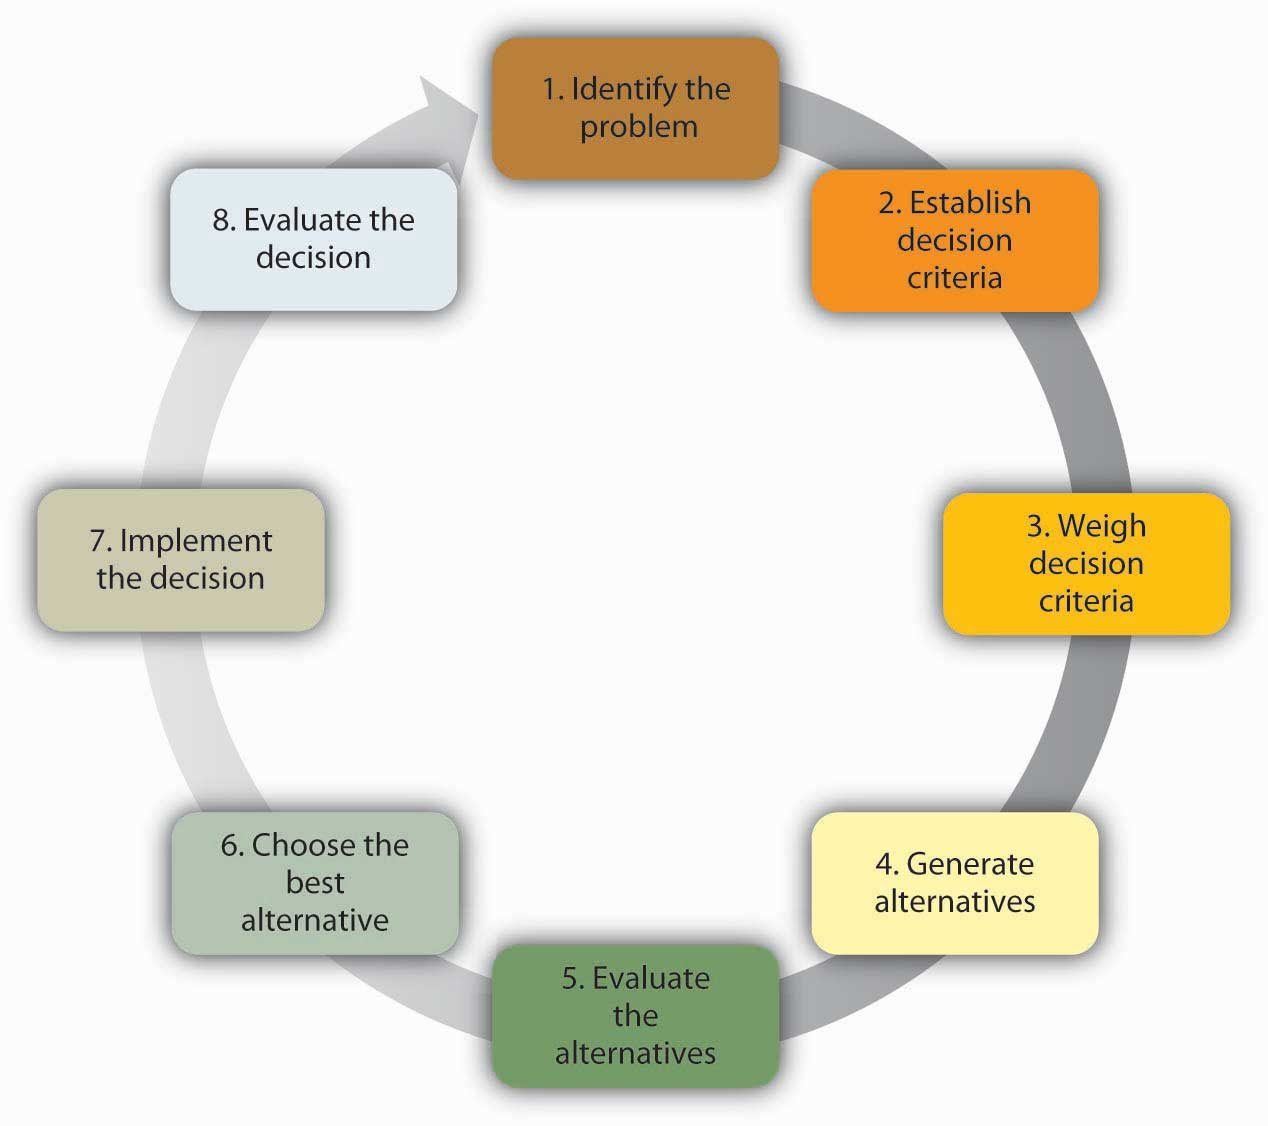 1. Identify the
problem
2. Establish
decision
criteria
3. Weigh
decision
criteria
4. Generate
alternatives
5. Evaluate
the
alternatives
6. Choose the
best
alternative
7. Implement
the decision
8. Evaluate the
decision